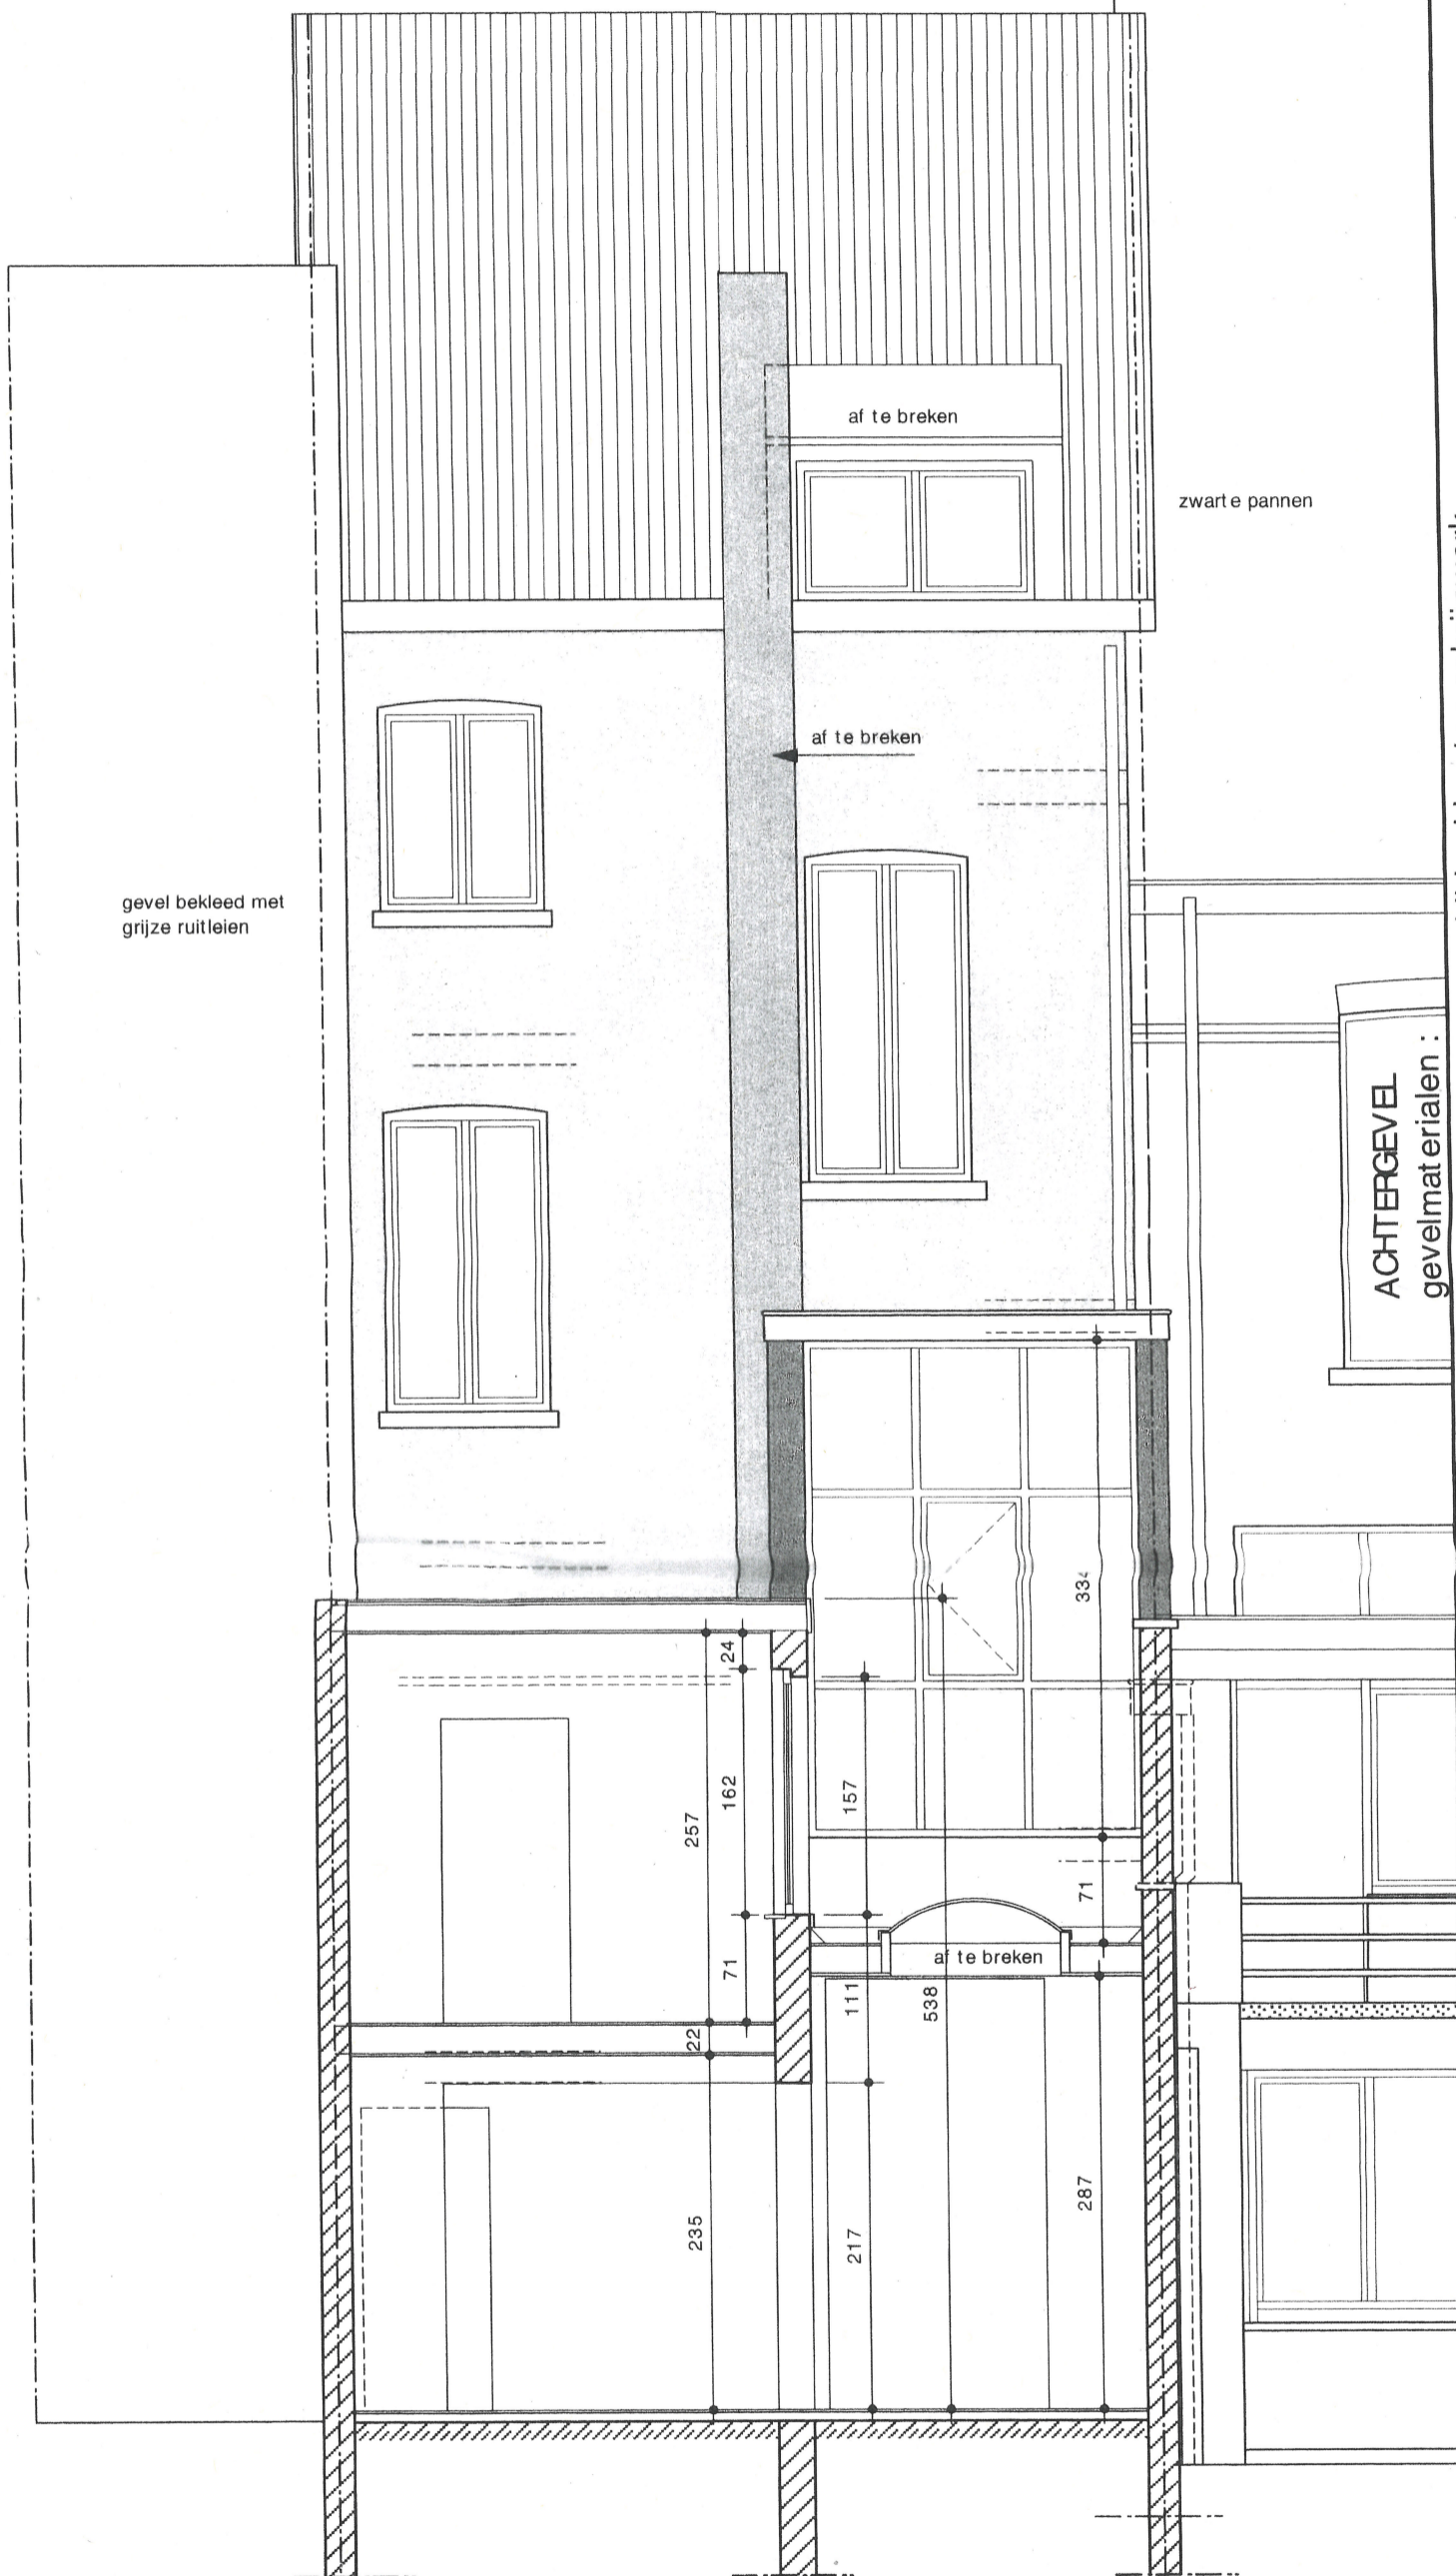 af te breken
zwarte pannen
af te breken
gevel bekleed met
grijze ruitleien
ACHTERGEVEL
gevelmaterialen :
334
24
162
257
157
71
71
af te breken
111
538
22
287
235
217